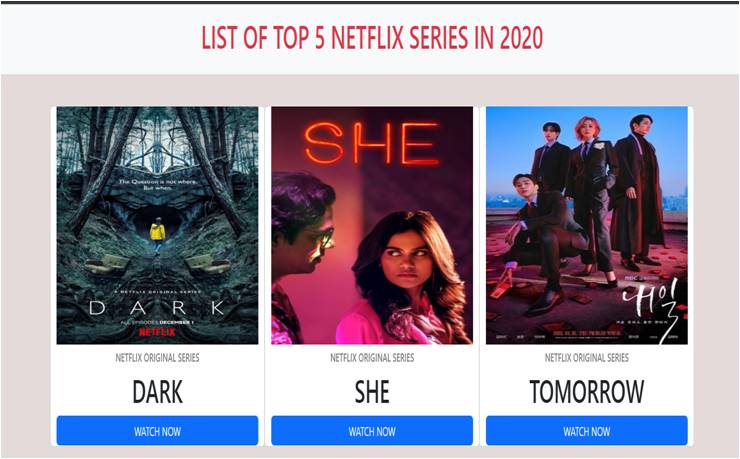 LIST OF TOP 5 NETFLIX SERIES IN 2020
The Question is not where.
But when.
A NETFLIX ORIGINAL SERIES
DARK
ALL EPISODES DECEMBER 1
NETFLIX
SHE
내일
NETFLIX ORIGINAL SERIES
DARK
WATCH NOW
NETFLIX ORIGINAL SERIES
SHE
WATCH NOW
NETFLIX ORIGINAL SERIES
TOMORROW
WATCH NOW